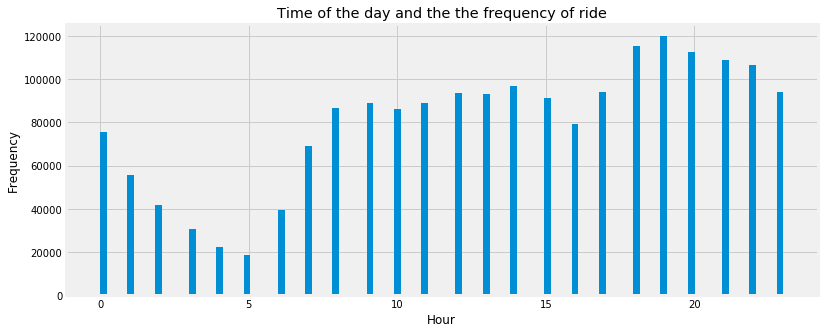 Time of the day and the the frequency of ride
Frequency
120000
100000
80000
60000
40000
20000
0
0 5 10 15 20
Hour